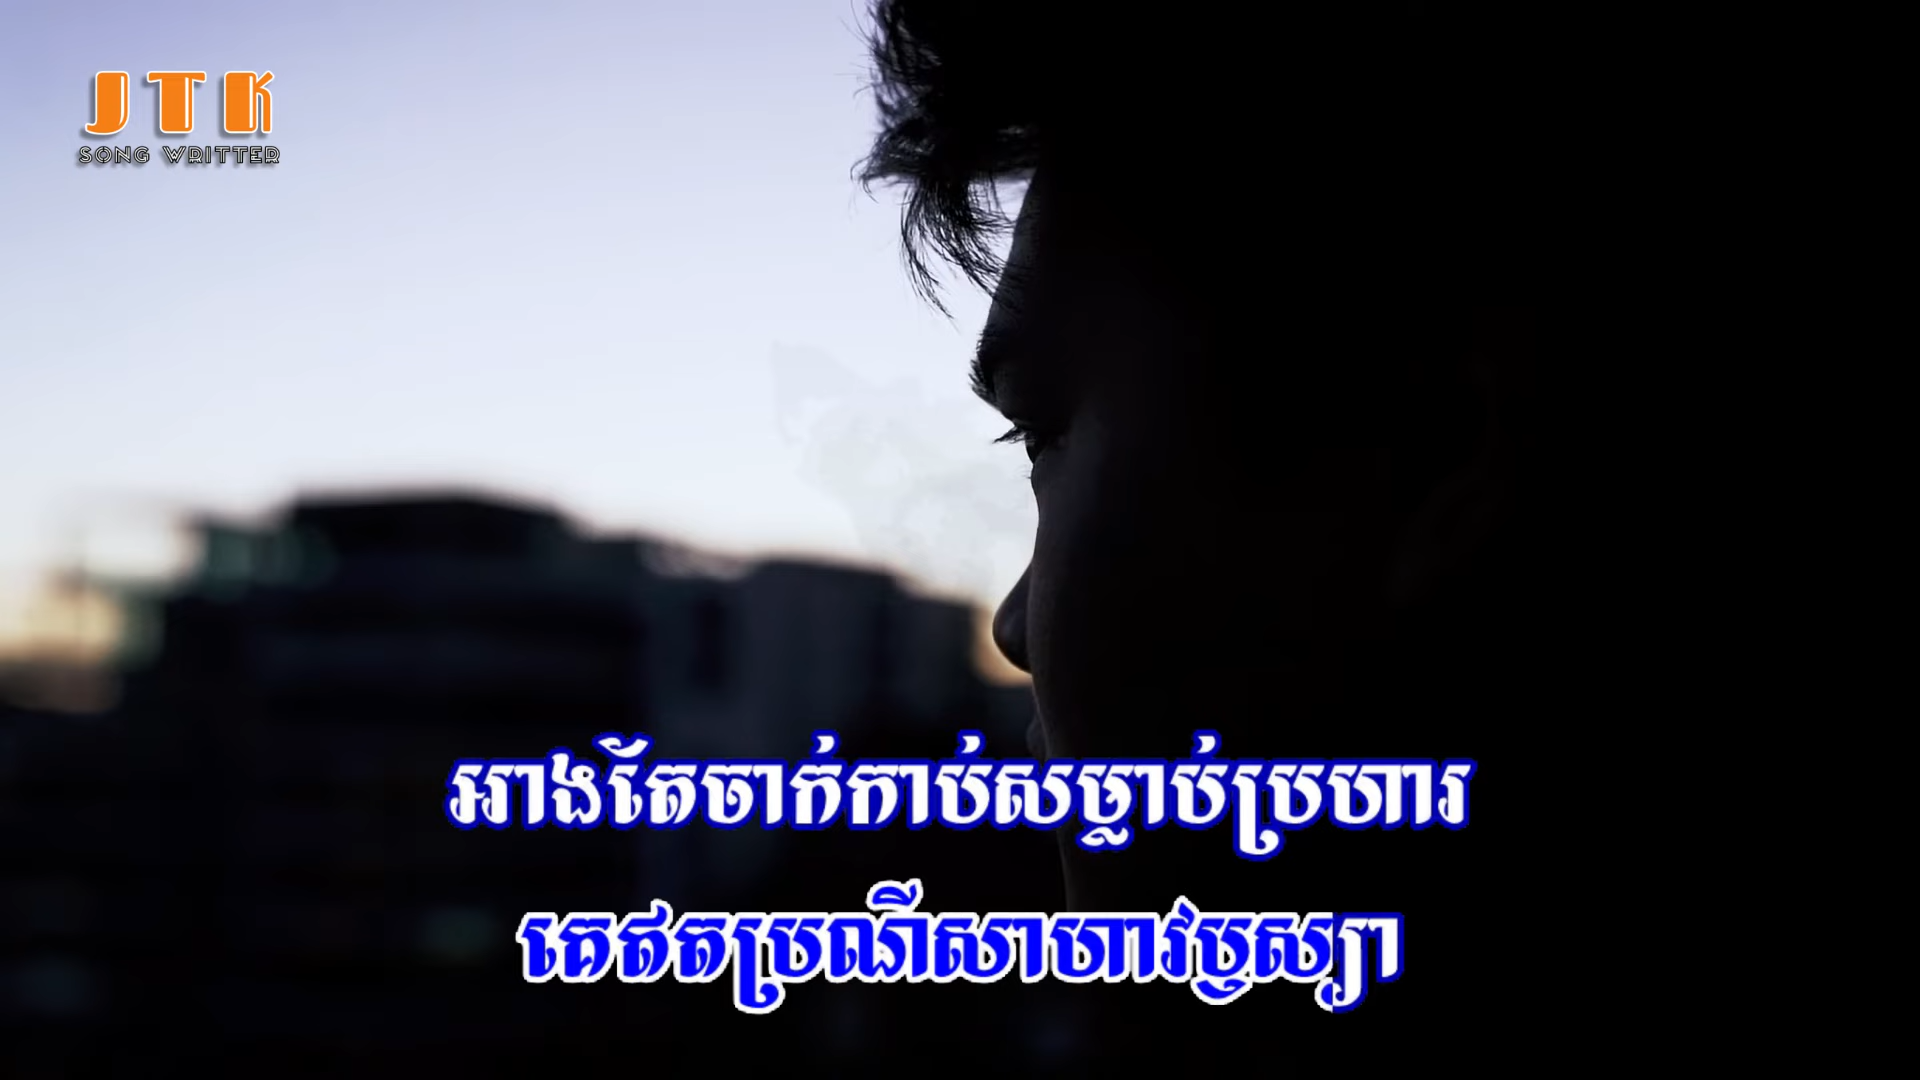 JTK
SONG WRITTER
អាងតែចាក់កាប់សម្លាប់ប្រហារ
គេឥតប្រណីសាហាវឫស្យា